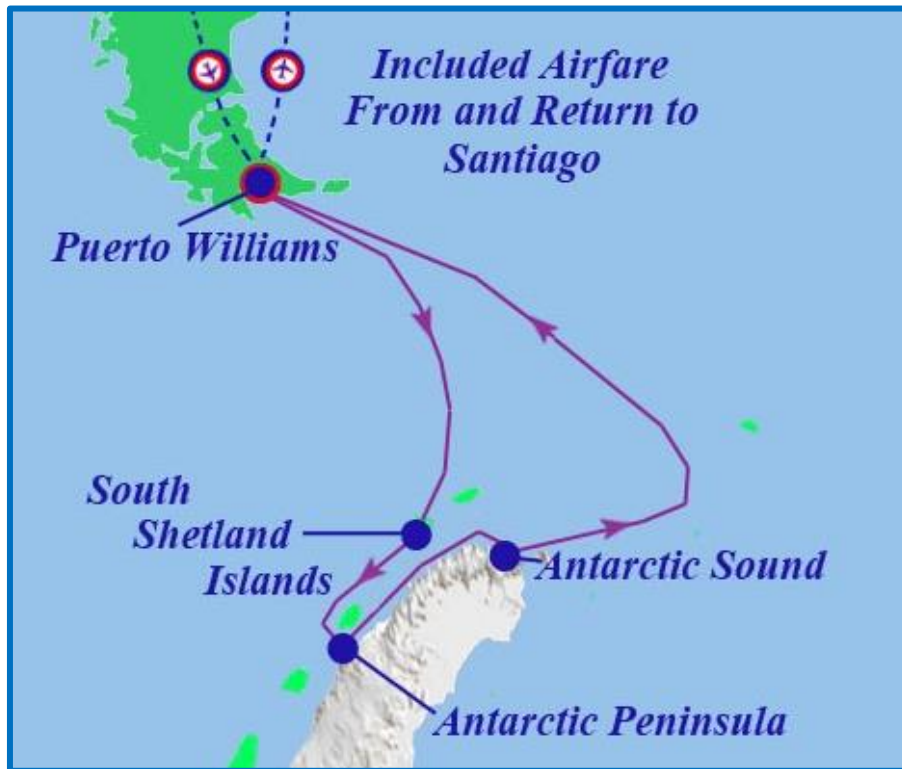 Included Airfare
From and Return to
Santiago
Puerto Williams
South
Shetland
Islands
Antarctic Sound
Antarctic Peninsula